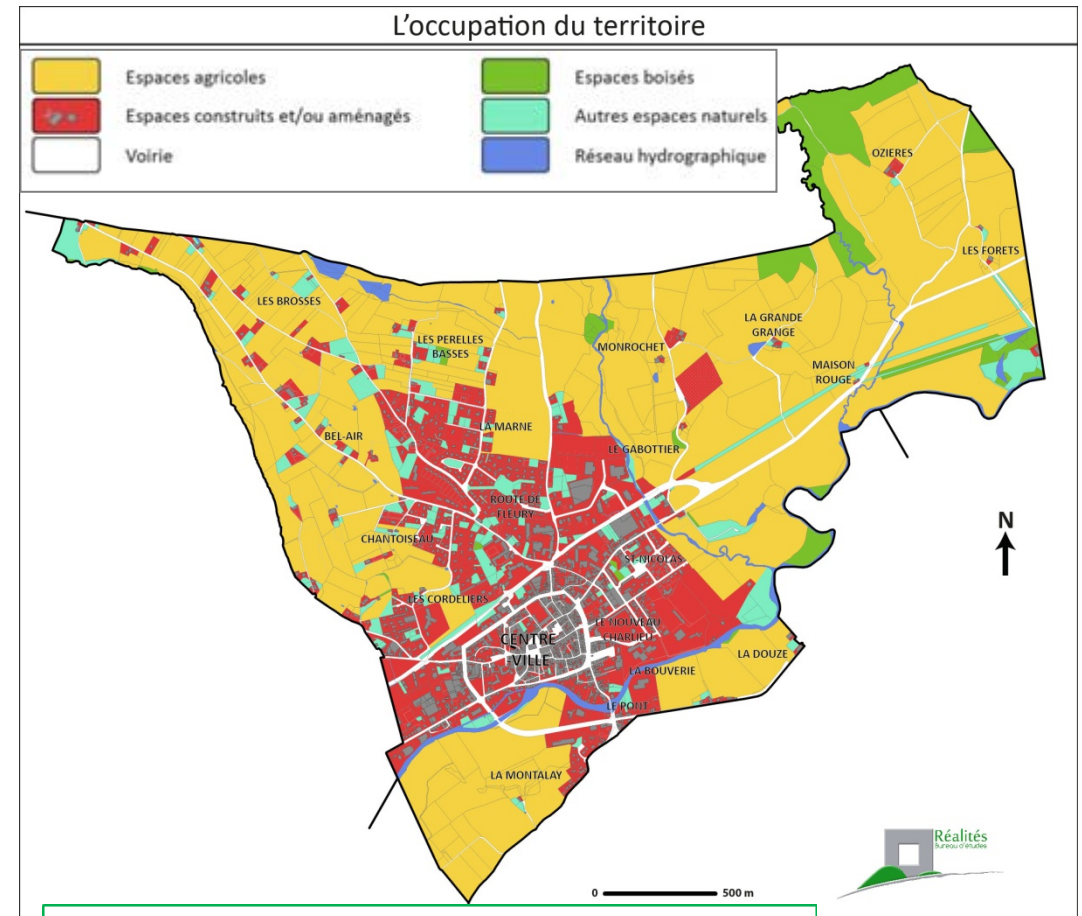 L'occupation du territoire
Espaces agricoles
Espaces construits et/ou aménagés
Voirie
Espaces boisés
Autres espaces naturels
Réseau hydrographique
OZIERES
LES FORETS
LES BROSSES
LA GRANDE
GRANGE
LES PERELLES
BASSES
MONROCHET
MAISON
ROUGE
LA MARNE
BEL-AIR
LE GABOTTIER
ROUTE DE
FLEURY
CHANTOISEAU
ST-NICOLAS
LES CORDELIERS
LE NOUVEAU
CHARLIEU
CENTRE
-VILLE
LA DOUZE
LA BOUVERIE
LE PONT
LA MONTALAY
N
Réalités
Bureau d'études
0
500 m